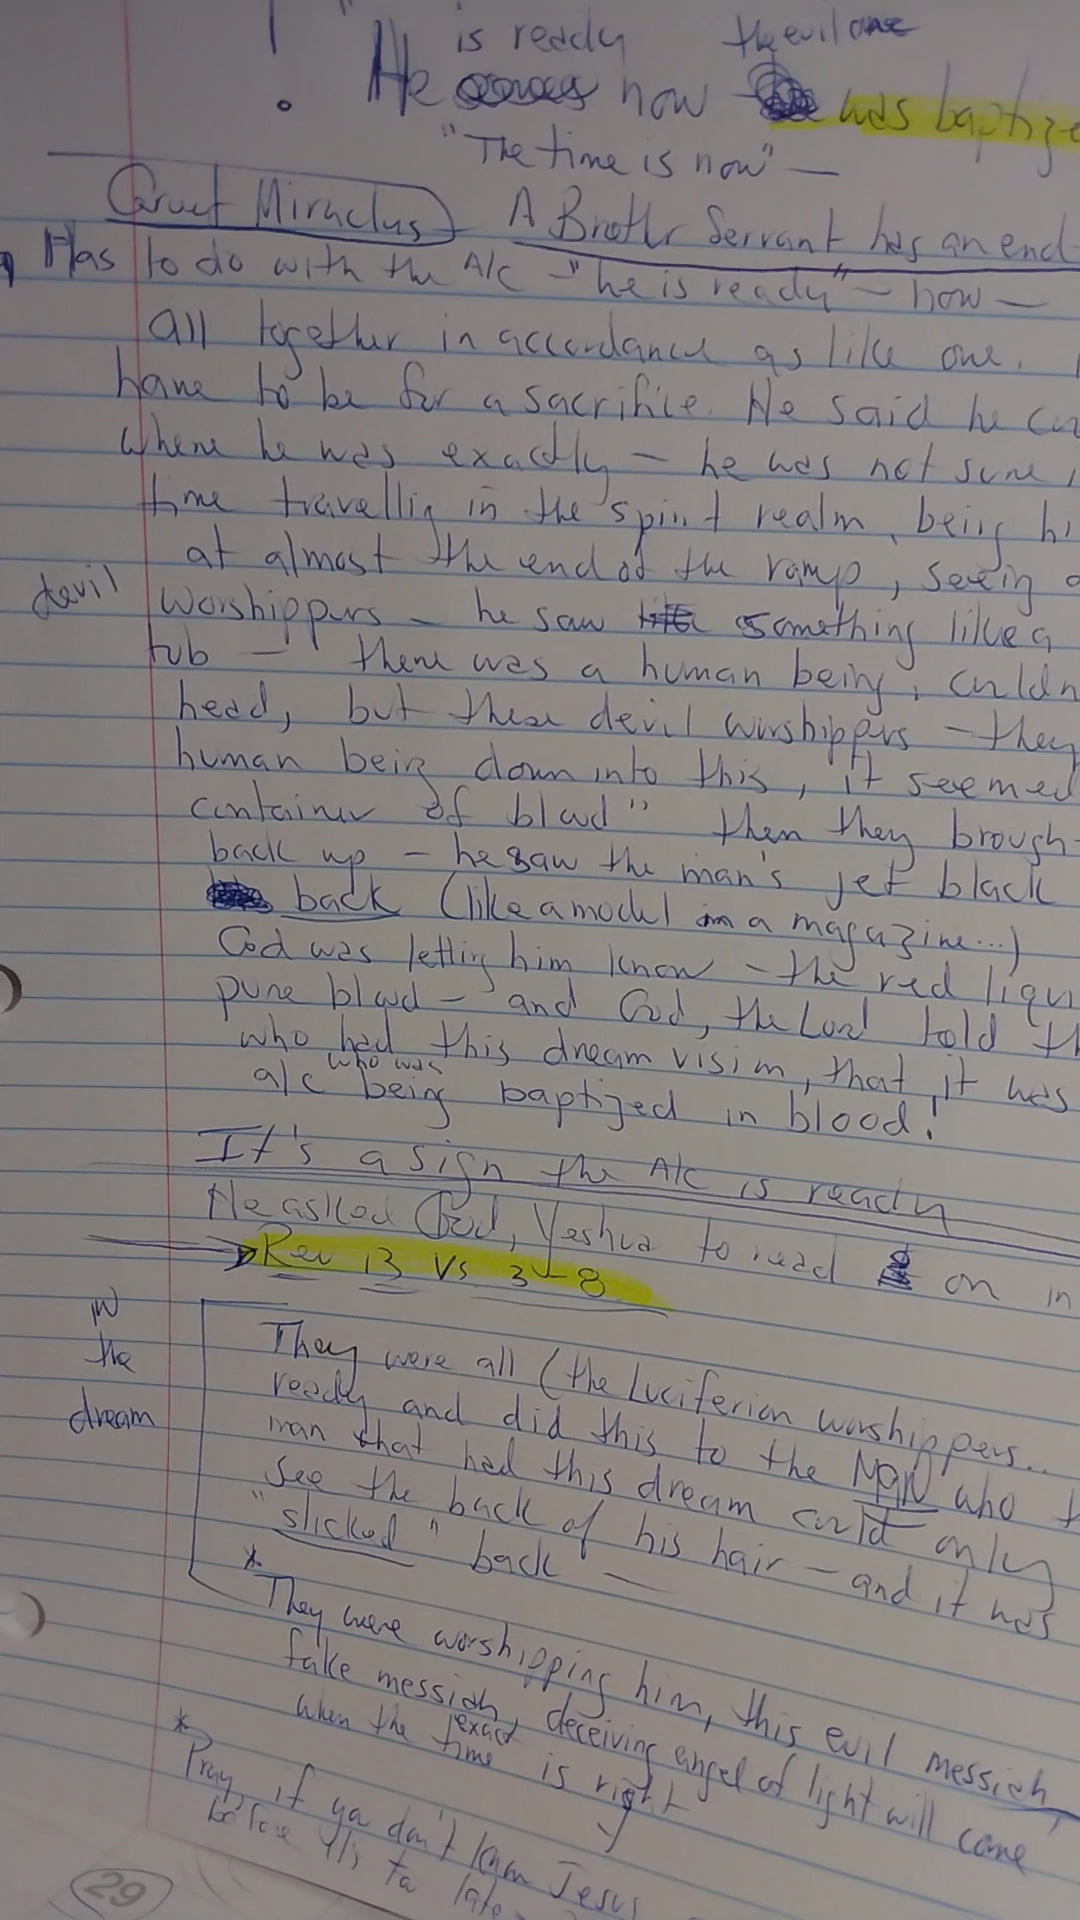 is ready the evil one
! He now was baptize
"The time is now" —
Great Miracles A Brother Servant has an end
Has to do with the A/c - "he is ready" - now —
all together in accordance as like one.
have to be for a sacrifice. He said he
where he was exactly - he was not sure,
time travellig in the spirit realm, being hi
at almost the end of the ramp, seeing
devil worshippers - he saw something like a
tub - "there was a human being, couldn
head, but these devil worshippers - they
human being down into this, it seemed
container of blood" then they brough
back up - he saw the man's jet black
back (like a model in a magazine...)
God was letting him know - the red liqu
pure blood - and God, the Lord told th
who had this dream vision, that it was
a/c who was being baptized in blood!
It's a sign the A/c is ready
He asked God, Yeshua to read on in
→ Rev 13 vs 3-8
in the dream
They were all (the Luciferian worshippers...
ready and did this to the MAN who t
man that had this dream could only
see the back of his hair - and it was
"slicked" back —
* They were worshipping him, this evil messiah,
fake messiah, deceiving angel of light will come
when the exact time is right
* Pray, if ya don't know Jesus
before it's to late
29